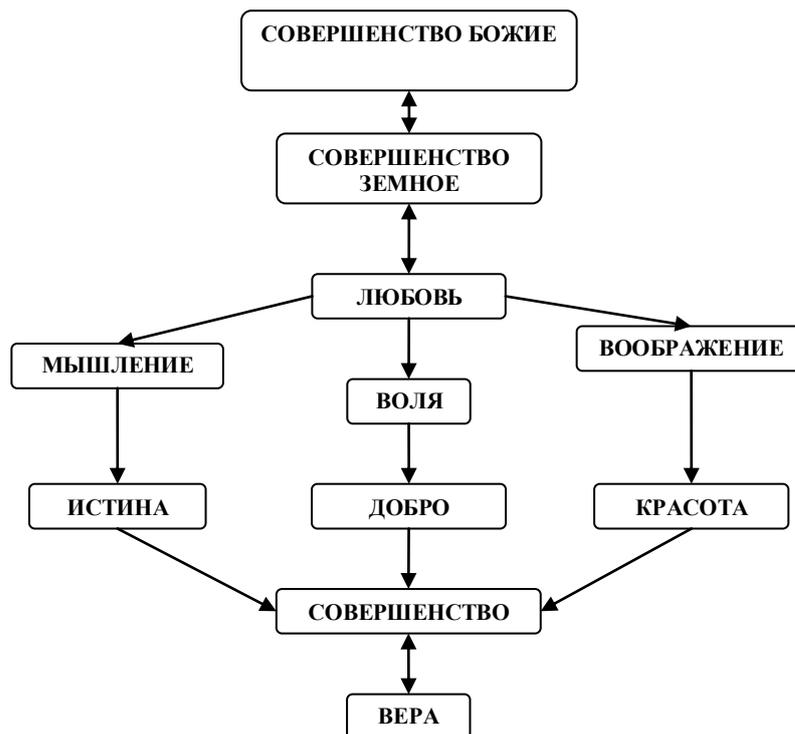 СОВЕРШЕНСТВО БОЖИЕ
СОВЕРШЕНСТВО
ЗЕМНОЕ
ЛЮБОВЬ
МЫШЛЕНИЕ
ВООБРАЖЕНИЕ
ВОЛЯ
ИСТИНА
ДОБРО
КРАСОТА
СОВЕРШЕНСТВО
ВЕРА